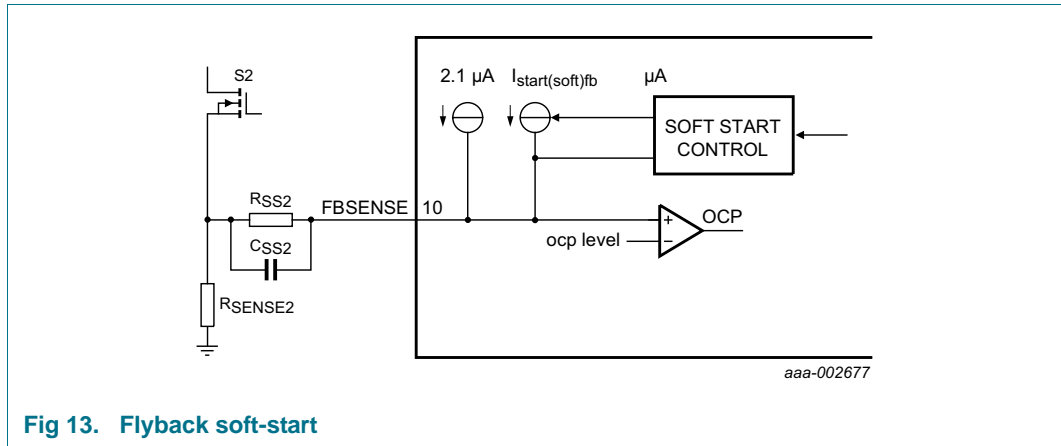 S2
2.1 µA
Istart(soft)fb
µA
SOFT START
CONTROL
RSS2
FBSENSE
10
CSS2
+
−
OCP
ocp level
RSENSE2
aaa-002677
Fig 13. Flyback soft-start